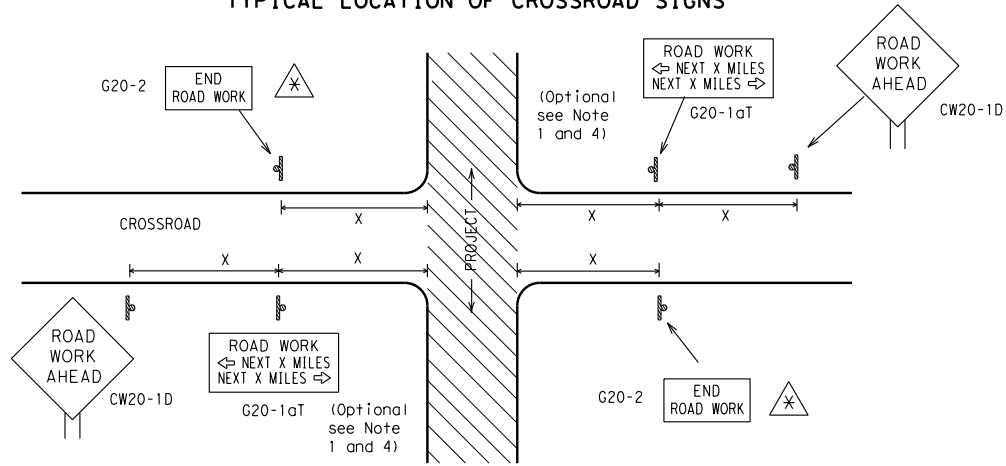 TYPICAL LOCATION OF CROSSROAD SIGNS
G20-2
END
ROAD WORK
*
(Optional
see Note
1 and 4)
ROAD WORK
⇦ NEXT X MILES
NEXT X MILES ⇨
G20-1aT
ROAD
WORK
AHEAD
CW20-1D
X
X
X
CROSSROAD
PROJECT
X
X
X
ROAD
WORK
AHEAD
CW20-1D
ROAD WORK
⇦ NEXT X MILES
NEXT X MILES ⇨
G20-1aT
(Optional
see Note
1 and 4)
G20-2
END
ROAD WORK
*